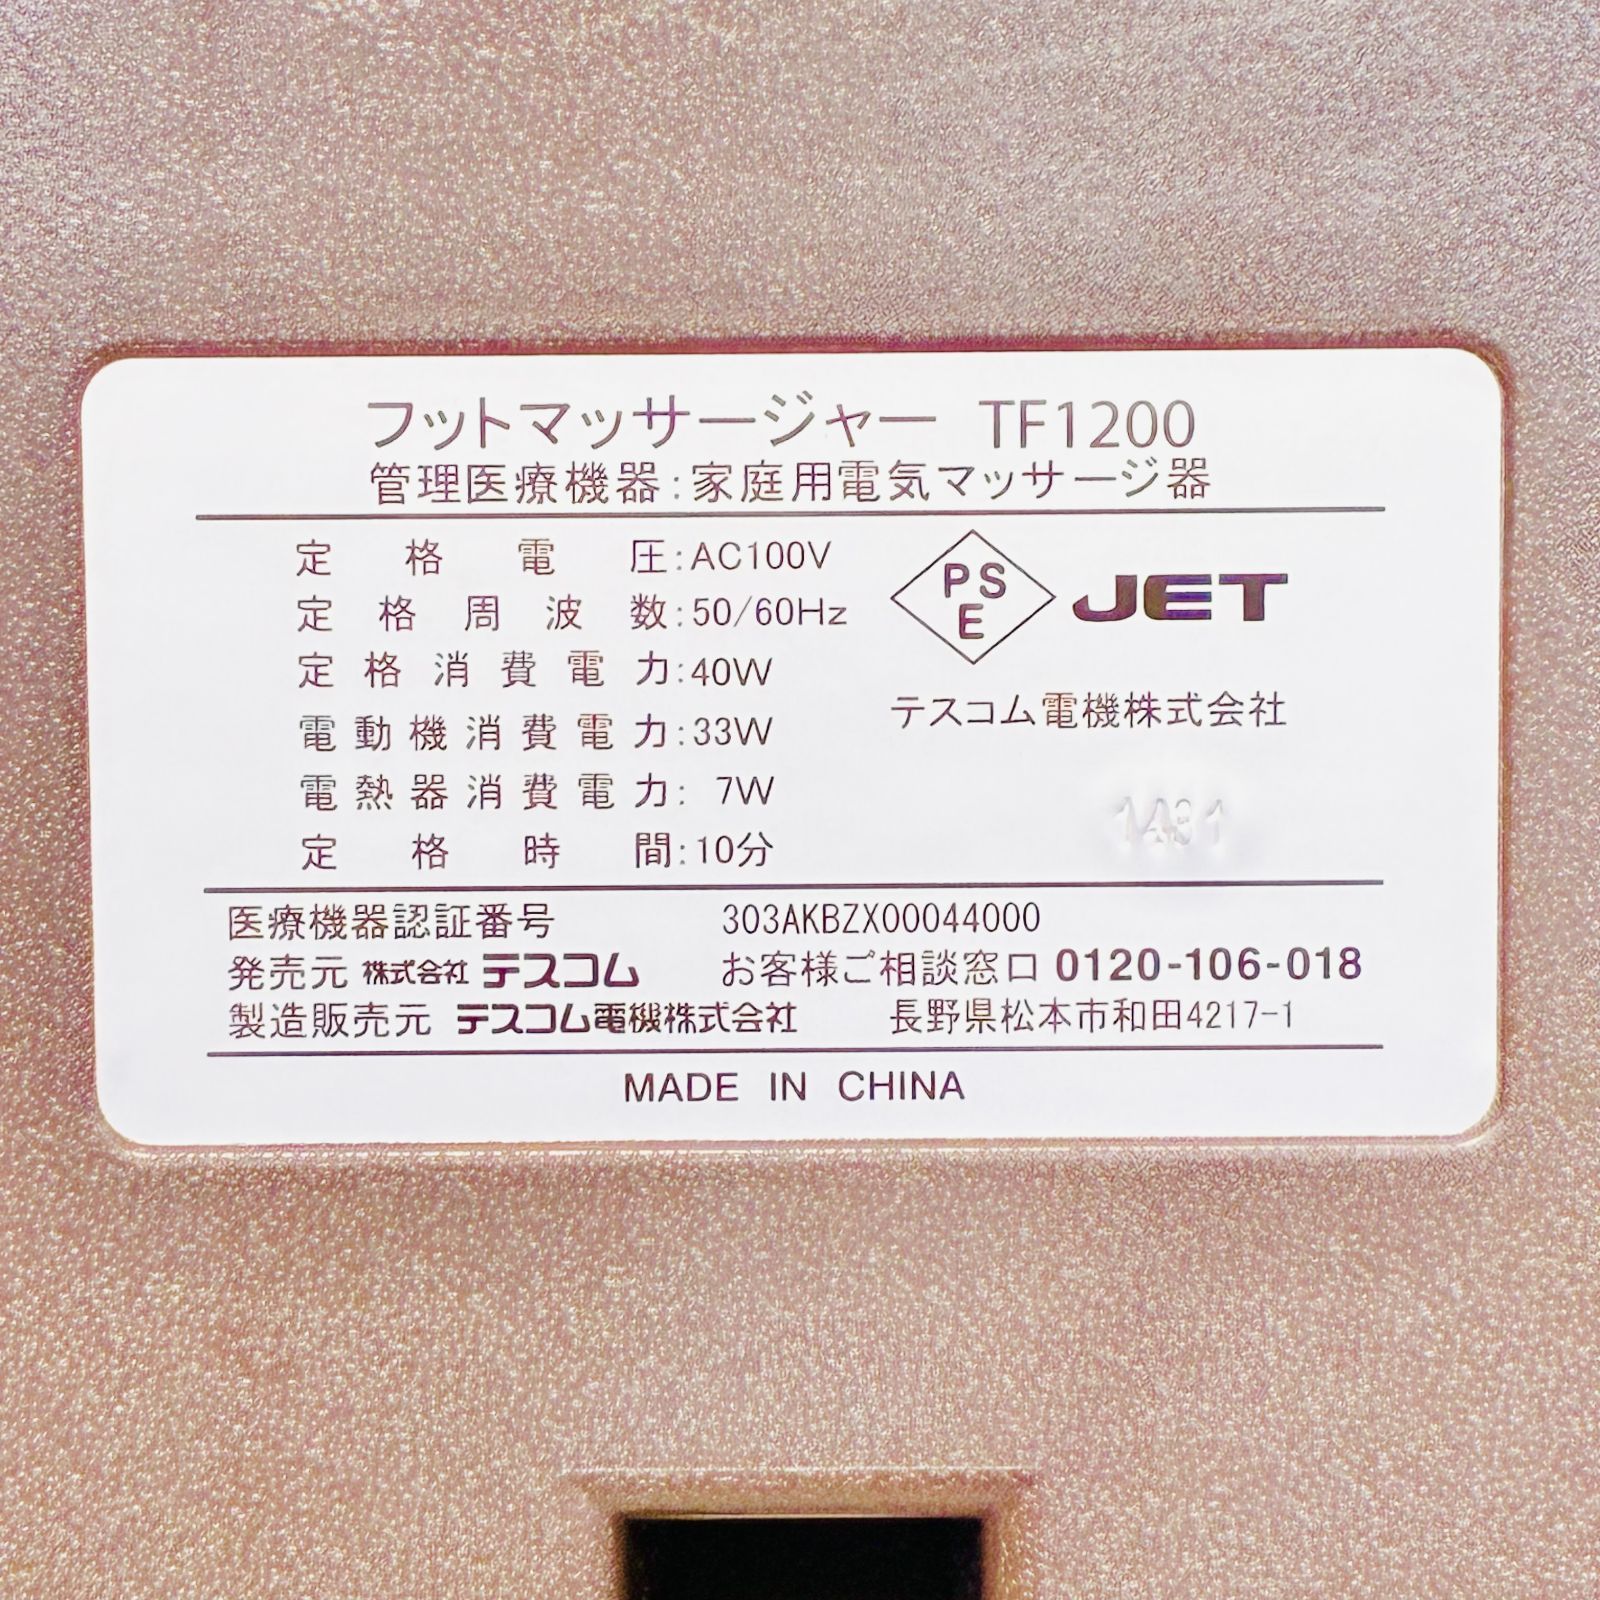 フットマッサージャー TF1200
管理医療機器:家庭用電気マッサージ器
定格電圧:AC100V
定格周波数:50/60Hz
定格消費電力:40W
電動機消費電力:33W
電熱器消費電力: 7W
定格時間:10分
PS
E
JET
テスコム電機株式会社
医療機器認証番号 303AKBZX00044000
発売元 株式会社 テスコム お客様ご相談窓口 0120-106-018
製造販売元 テスコム電機株式会社 長野県松本市和田4217-1
MADE IN CHINA